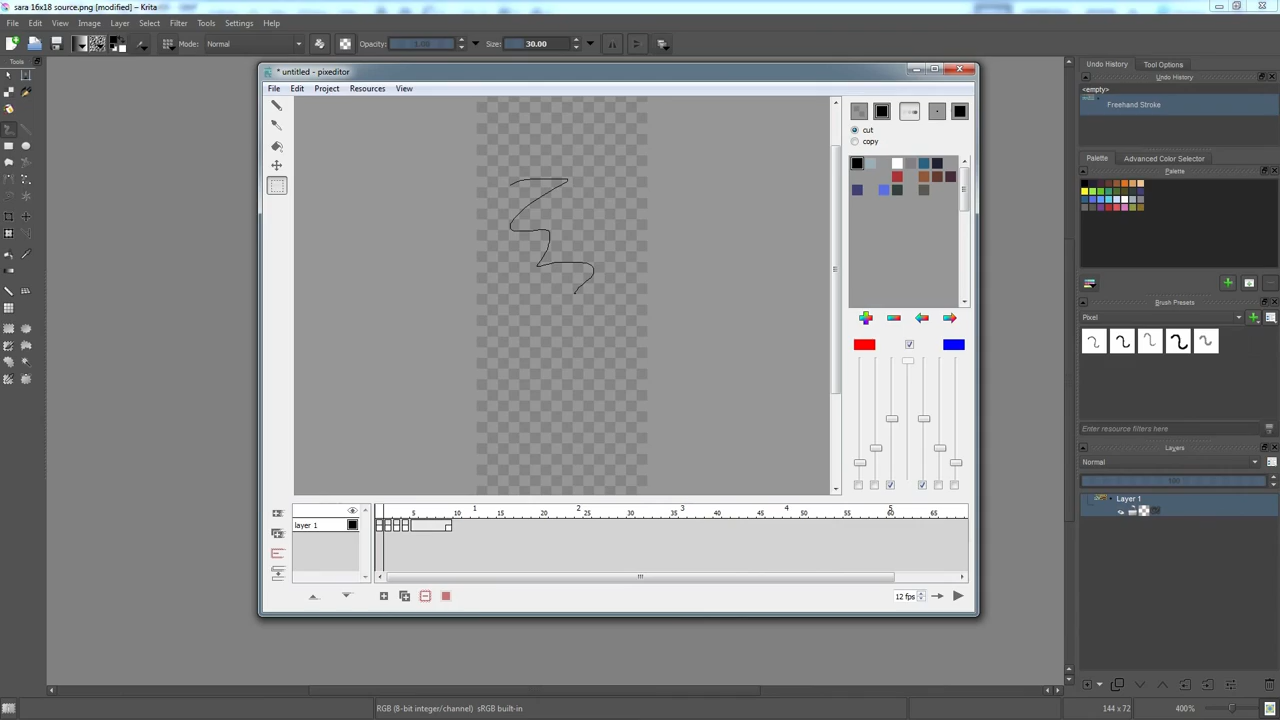 sara 16x18 source.png [modified] - Krita
File Edit View Image Layer Select Filter Tools Settings Help
Mode: Normal Opacity: 1.00 Size: 30.00
Tools
* untitled - pixeditor
File Edit Project Resources View
cut
copy
layer 1
5 10 15 20 25 30 35 40 45 50 55 60 65
1 2 3 4 5
12 fps
Undo History Tool Options
Undo History
<empty>
Freehand Stroke
Palette Advanced Color Selector
Palette
Brush Presets
Pixel
Enter resource filters here
Layers
Normal
100
Layer 1
RGB (8-bit integer/channel) sRGB built-in
144 x 72
400%